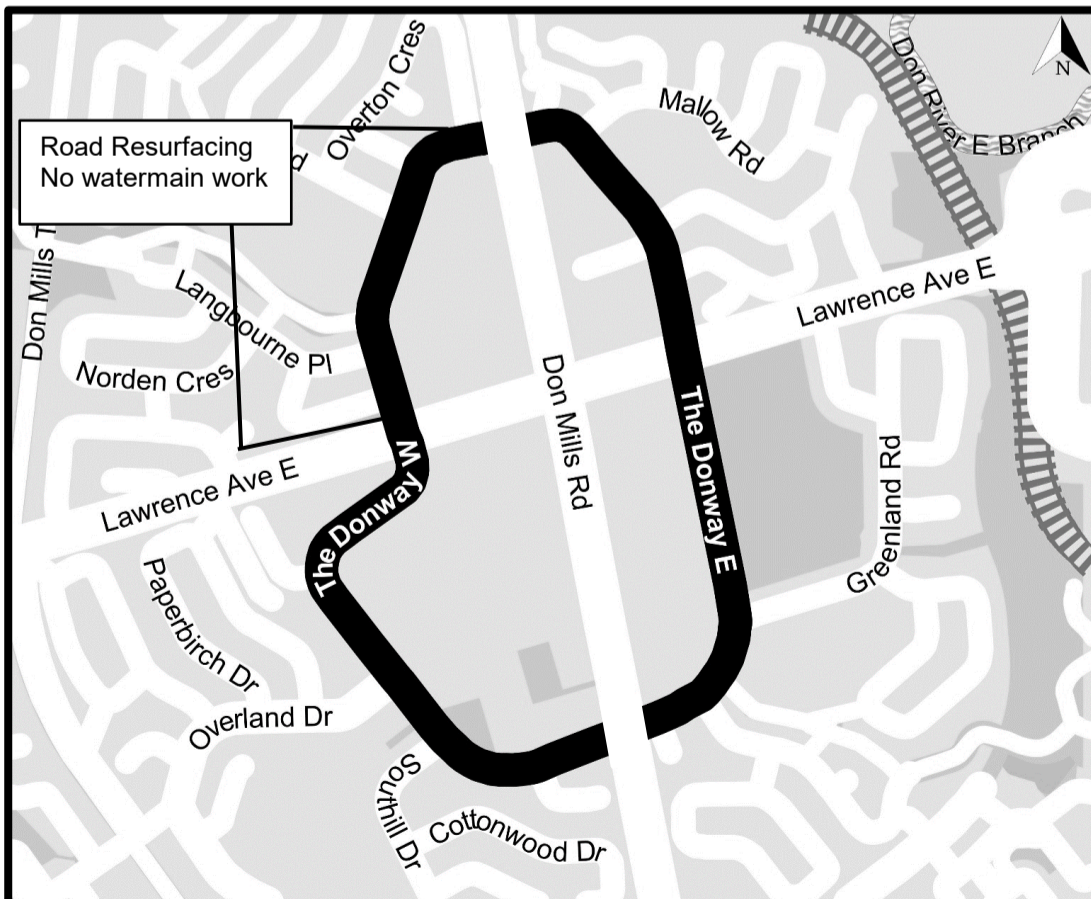 Overton Cres
Mallow Rd
Don River E Branch
N
Road Resurfacing
No watermain work
d
Don Mills T
Langbourne Pl
Norden Cres
Lawrence Ave E
Don Mills Rd
The Donway E
The Donway W
Lawrence Ave E
Greenland Rd
Paperbirch Dr
Overland Dr
Southill Dr
Cottonwood Dr